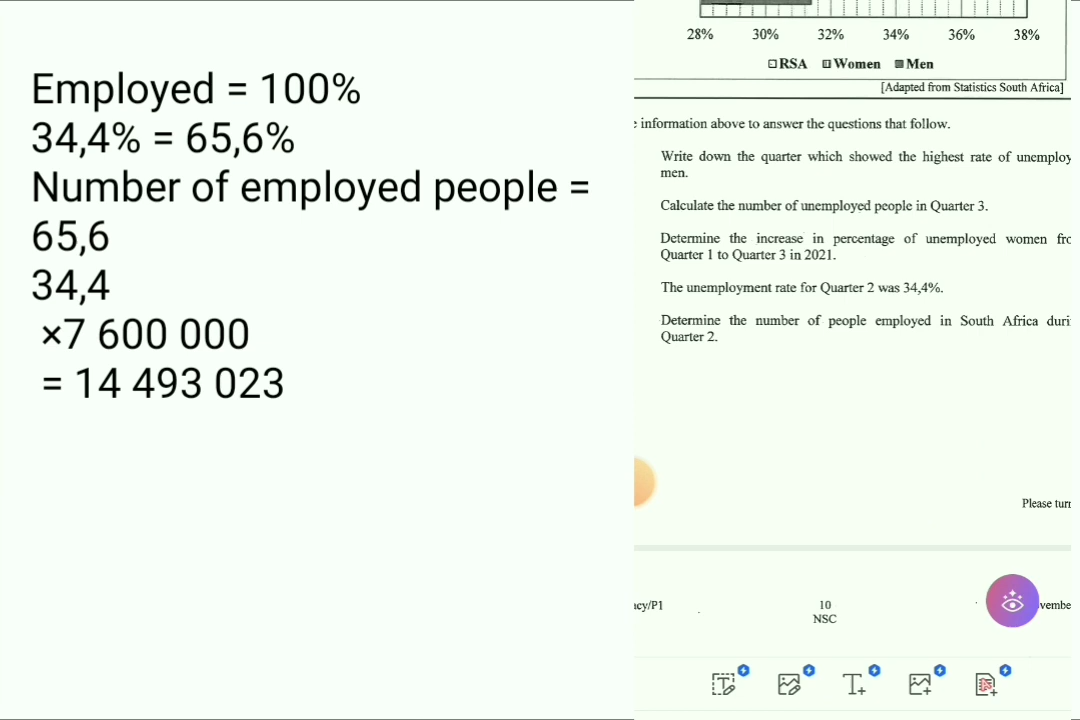 Employed = 100%
34,4% = 65,6%
Number of employed people =
65,6
34,4
×7 600 000
= 14 493 023
28% 30% 32% 34% 36% 38%
RSA Women Men
[Adapted from Statistics South Africa]
information above to answer the questions that follow.
Write down the quarter which showed the highest rate of unemploy
men.
Calculate the number of unemployed people in Quarter 3.
Determine the increase in percentage of unemployed women fro
Quarter 1 to Quarter 3 in 2021.
The unemployment rate for Quarter 2 was 34,4%.
Determine the number of people employed in South Africa duri
Quarter 2.
Please turn
acy/P1 10 vembe
NSC